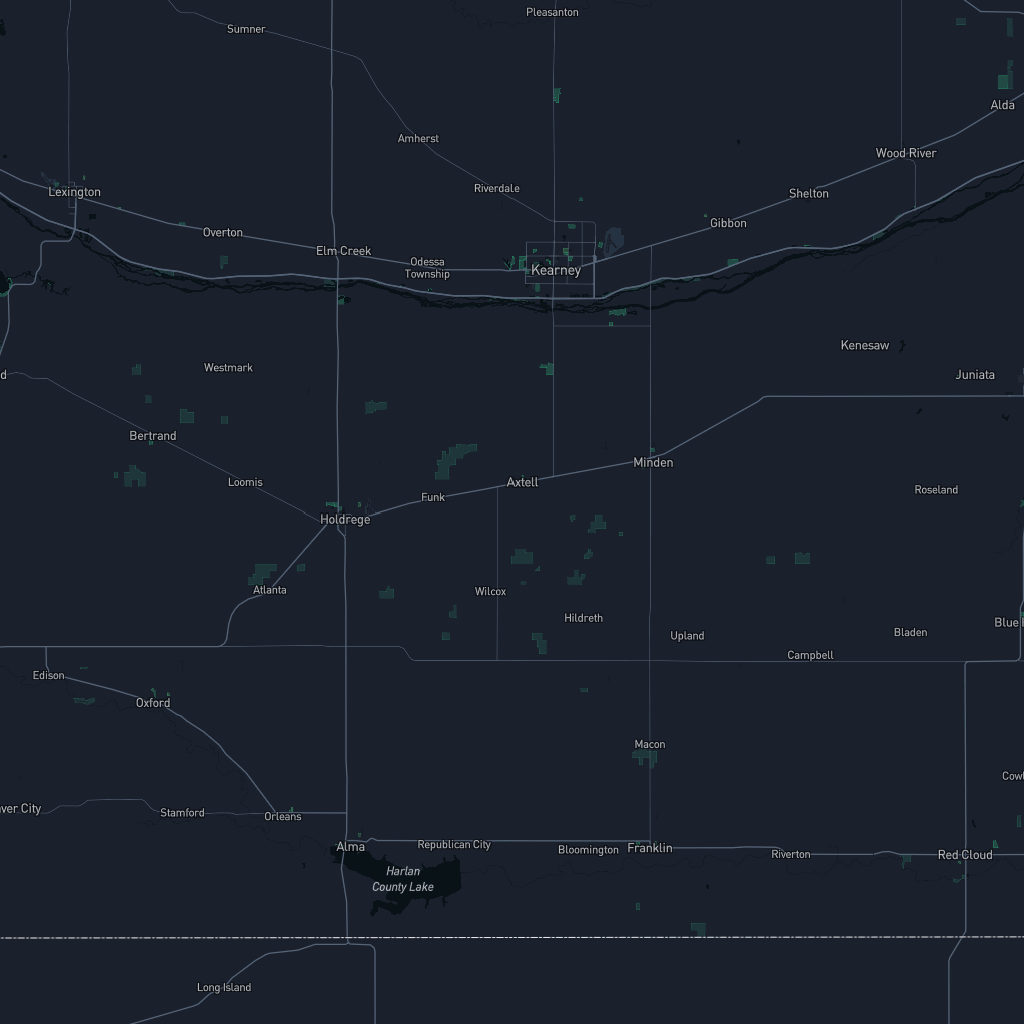 Pleasanton
Sumner
Alda
Amherst
Wood River
Riverdale
Lexington
Shelton
Gibbon
Overton
Elm Creek
Odessa
Township
Kearney
Kenesaw
Westmark
d
Juniata
Bertrand
Minden
Loomis
Axtell
Roseland
Funk
Holdrege
Atlanta
Wilcox
Hildreth
Blue
Bladen
Upland
Campbell
Edison
Oxford
Macon
Cowl
ver City
Stamford
Orleans
Alma
Republican City
Bloomington
Franklin
Riverton
Red Cloud
Harlan
County Lake
Long Island